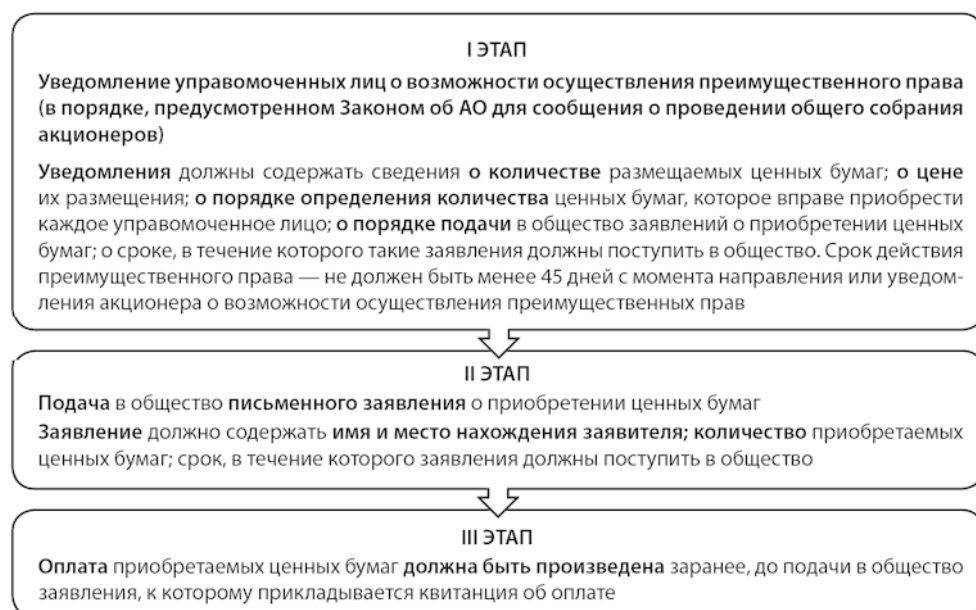 I ЭТАП
Уведомление управомоченных лиц о возможности осуществления преимущественного права
(в порядке, предусмотренном Законом об АО для сообщения о проведении общего собрания
акционеров)
Уведомления должны содержать сведения о количестве размещаемых ценных бумаг; о цене
их размещения; о порядке определения количества ценных бумаг, которое вправе приобрести
каждое управомоченное лицо; о порядке подачи в общество заявлений о приобретении ценных
бумаг; о сроке, в течение которого такие заявления должны поступить в общество. Срок действия
преимущественного права — не должен быть менее 45 дней с момента направления или уведом-
ления акционера о возможности осуществления преимущественных прав
II ЭТАП
Подача в общество письменного заявления о приобретении ценных бумаг
Заявление должно содержать имя и место нахождения заявителя; количество приобретаемых
ценных бумаг; срок, в течение которого заявления должны поступить в общество
III ЭТАП
Оплата приобретаемых ценных бумаг должна быть произведена заранее, до подачи в общество
заявления, к которому прикладывается квитанция об оплате